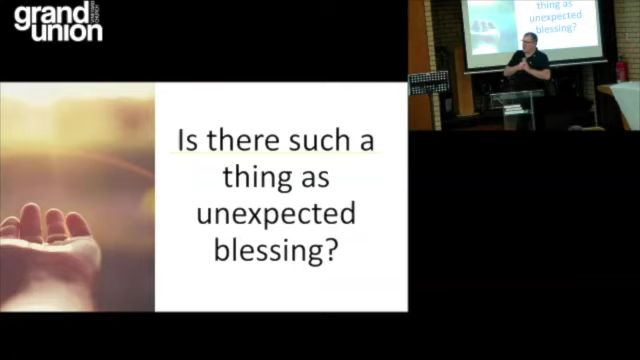 grand
union
Is there such a
thing as
unexpected
blessing?
thing as
unexpected
blessing?